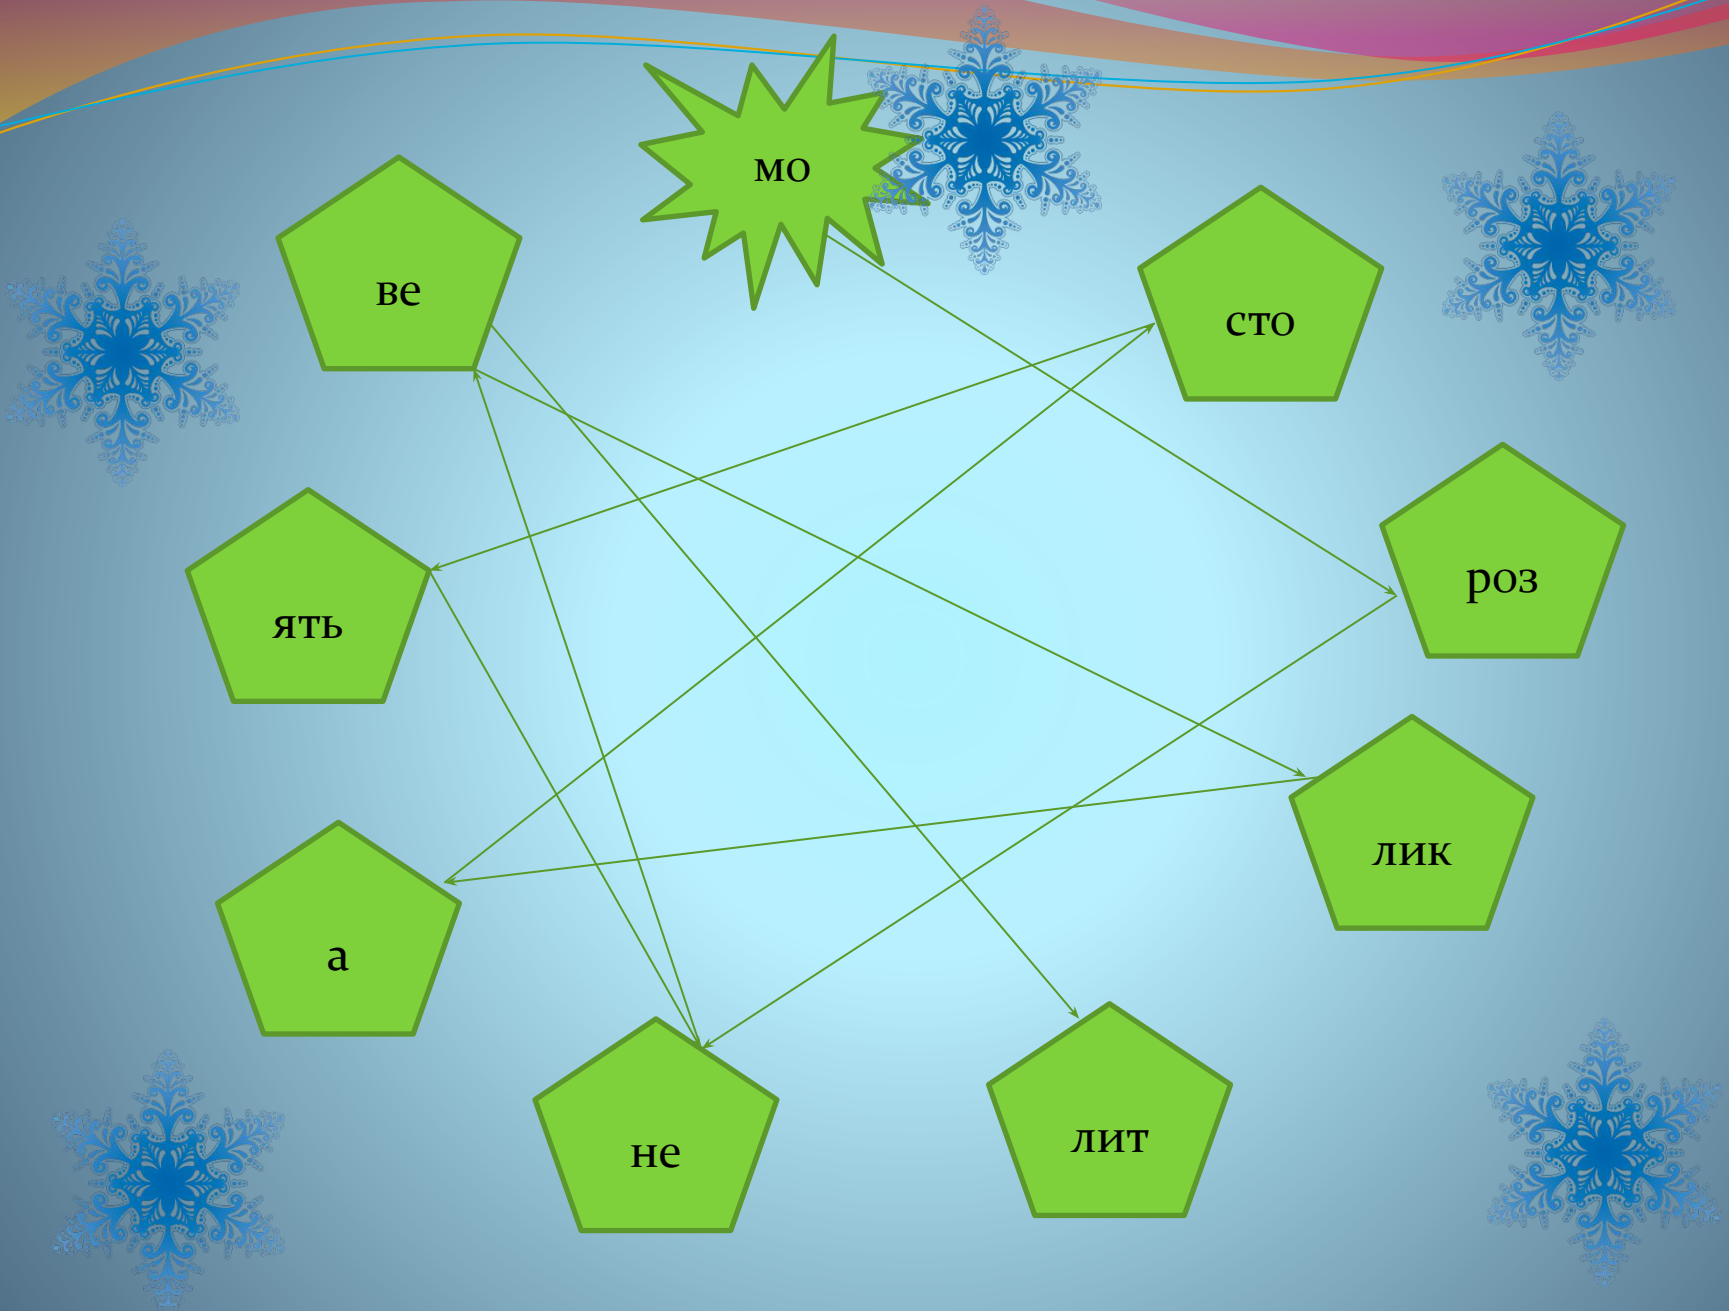 мо
ве
сто
роз
ять
лик
а
не
лит